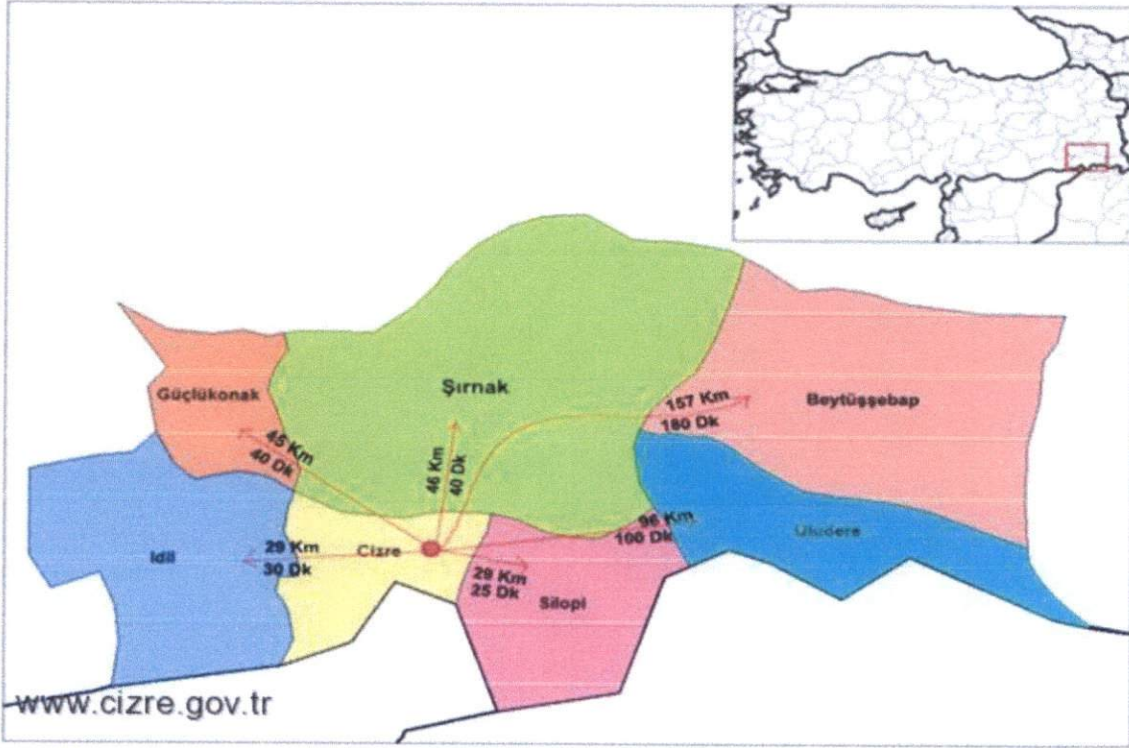 Güçlükonak
Şırnak
Beytüşşebap
157 Km
180 Dk
45 Km
40 Dk
46 Km
40 Dk
96 Km
100 Dk
Uludere
İdil
29 Km
30 Dk
Cizre
29 Km
25 Dk
Silopi
www.cizre.gov.tr